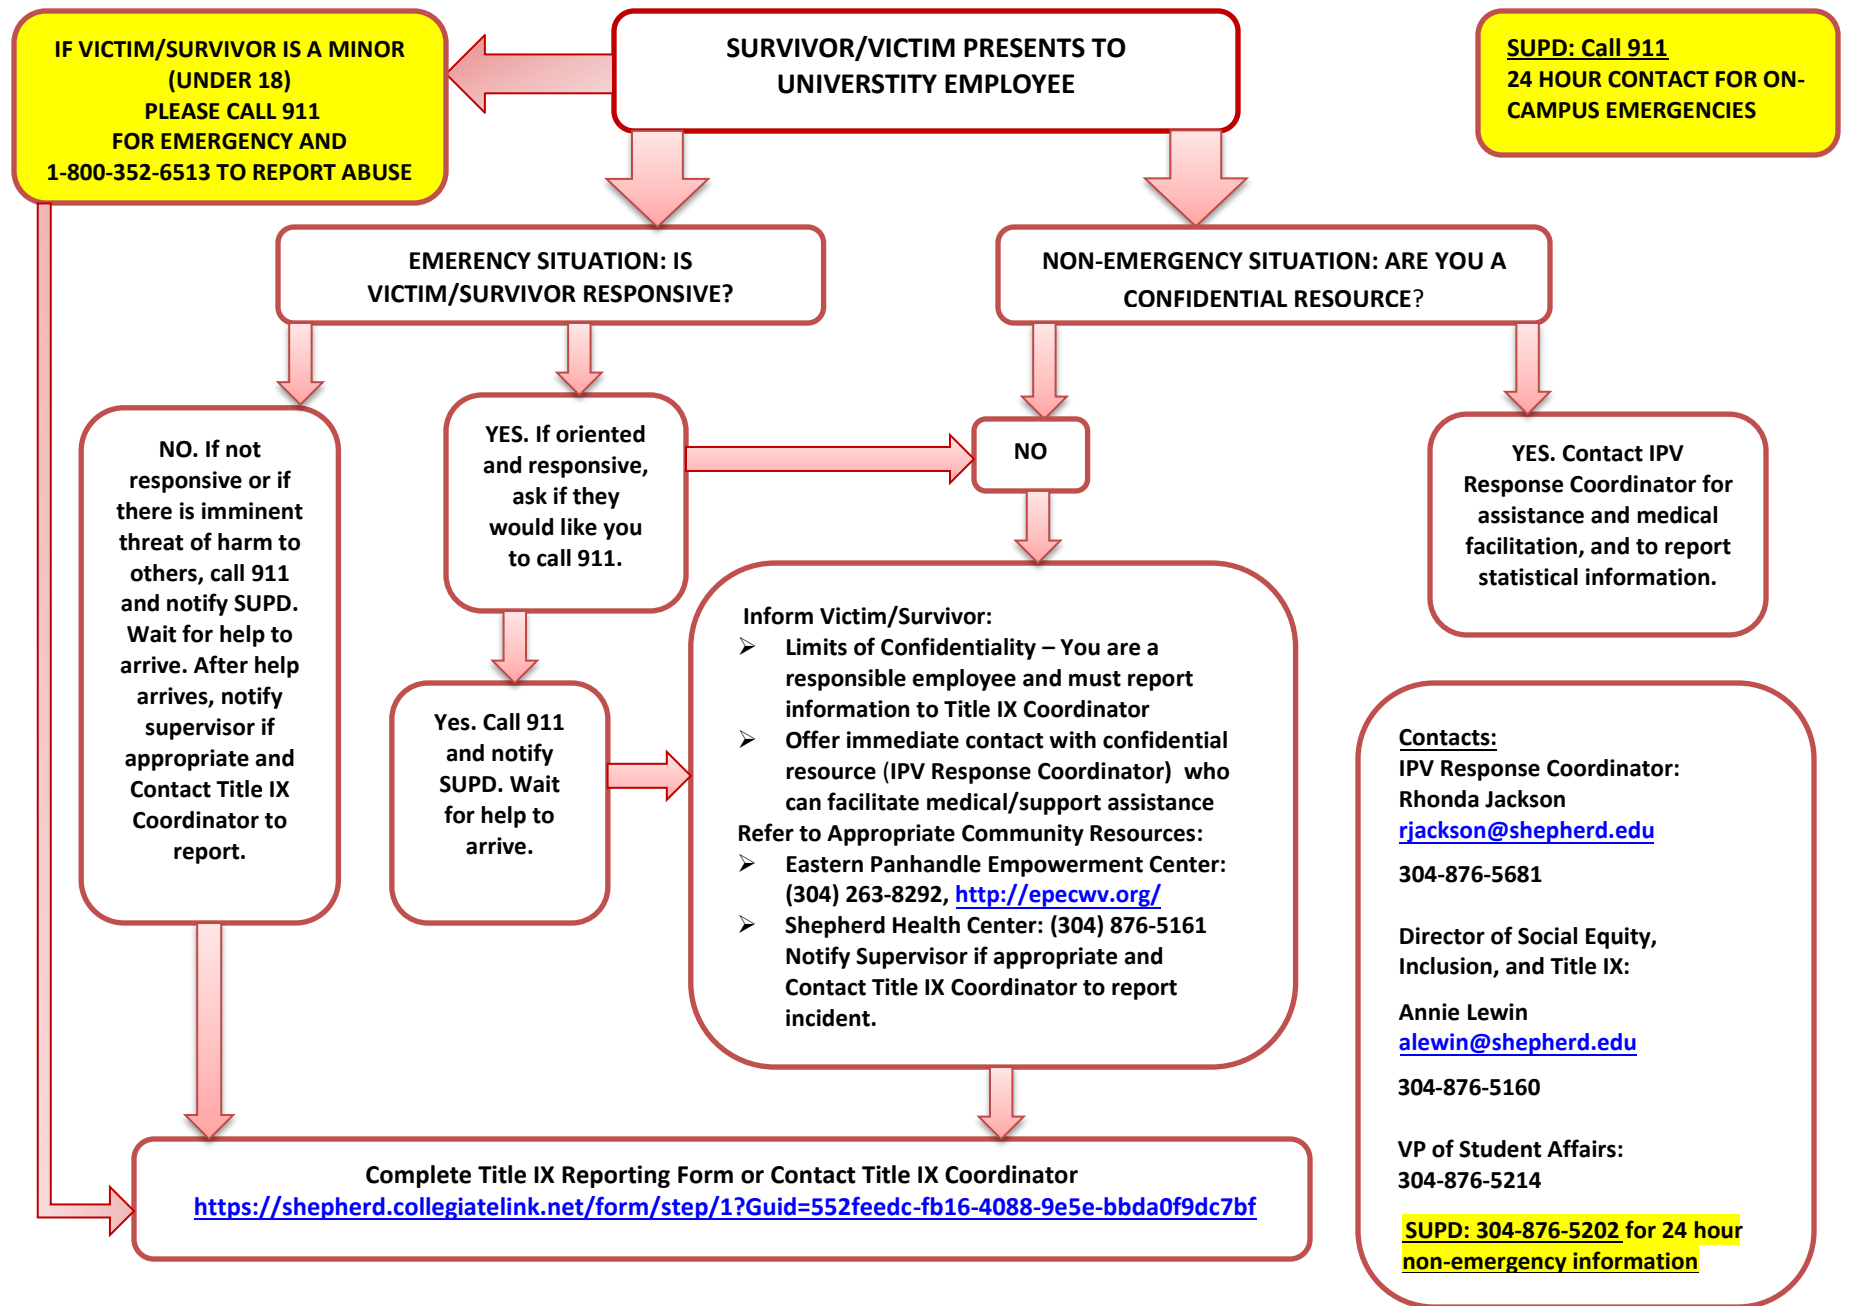 IF VICTIM/SURVIVOR IS A MINOR
(UNDER 18)
PLEASE CALL 911
FOR EMERGENCY AND
1-800-352-6513 TO REPORT ABUSE
SURVIVOR/VICTIM PRESENTS TO
UNIVERSTITY EMPLOYEE
SUPD: Call 911
24 HOUR CONTACT FOR ON-
CAMPUS EMERGENCIES
EMERENCY SITUATION: IS
VICTIM/SURVIVOR RESPONSIVE?
NON-EMERGENCY SITUATION: ARE YOU A
CONFIDENTIAL RESOURCE?
NO. If not
responsive or if
there is imminent
threat of harm to
others, call 911
and notify SUPD.
Wait for help to
arrive. After help
arrives, notify
supervisor if
appropriate and
Contact Title IX
Coordinator to
report.
YES. If oriented
and responsive,
ask if they
would like you
to call 911.
NO
YES. Contact IPV
Response Coordinator for
assistance and medical
facilitation, and to report
statistical information.
Yes. Call 911
and notify
SUPD. Wait
for help to
arrive.
Inform Victim/Survivor:
➢ Limits of Confidentiality – You are a
responsible employee and must report
information to Title IX Coordinator
➢ Offer immediate contact with confidential
resource (IPV Response Coordinator) who
can facilitate medical/support assistance
Refer to Appropriate Community Resources:
➢ Eastern Panhandle Empowerment Center:
(304) 263-8292, http://epecwv.org/
➢ Shepherd Health Center: (304) 876-5161
Notify Supervisor if appropriate and
Contact Title IX Coordinator to report
incident.
Contacts:
IPV Response Coordinator:
Rhonda Jackson
rjackson@shepherd.edu
304-876-5681
Director of Social Equity,
Inclusion, and Title IX:
Annie Lewin
alewin@shepherd.edu
304-876-5160
VP of Student Affairs:
304-876-5214
SUPD: 304-876-5202 for 24 hour
non-emergency information
Complete Title IX Reporting Form or Contact Title IX Coordinator
https://shepherd.collegiatelink.net/form/step/1?Guid=552feedc-fb16-4088-9e5e-bbda0f9dc7bf